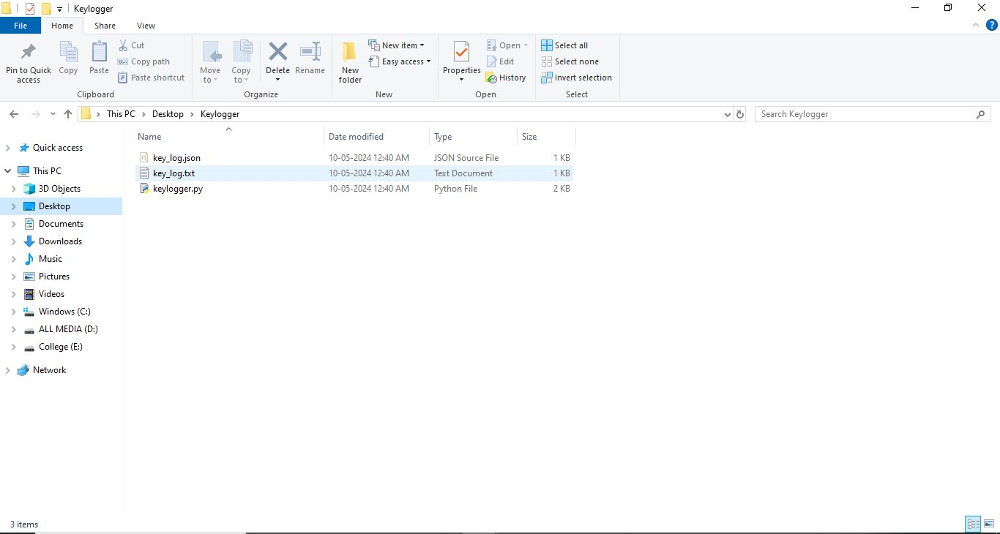 Keylogger
File Home Share View
Pin to Quick access
Copy
Paste
Cut
Copy path
Paste shortcut
Clipboard
Move to
Copy to
Delete
Rename
Organize
New folder
New item
Easy access
New
Properties
Open
Edit
History
Open
Select all
Select none
Invert selection
Select
This PC > Desktop > Keylogger
Search Keylogger
Name Date modified Type Size
key_log.json 10-05-2024 12:40 AM JSON Source File 1 KB
key_log.txt 10-05-2024 12:40 AM Text Document 1 KB
keylogger.py 10-05-2024 12:40 AM Python File 2 KB
Quick access
This PC
3D Objects
Desktop
Documents
Downloads
Music
Pictures
Videos
Windows (C:)
ALL MEDIA (D:)
College (E:)
Network
3 items